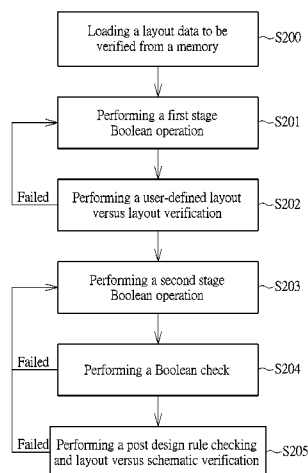 Loading a layout data to be
verified from a memory
S200
Performing a first stage
Boolean operation
S201
Failed
Performing a user-defined layout
versus layout verification
S202
Performing a second stage
Boolean operation
S203
Failed
Performing a Boolean check
S204
Failed
Performing a post design rule checking
and layout versus schematic verification
S205